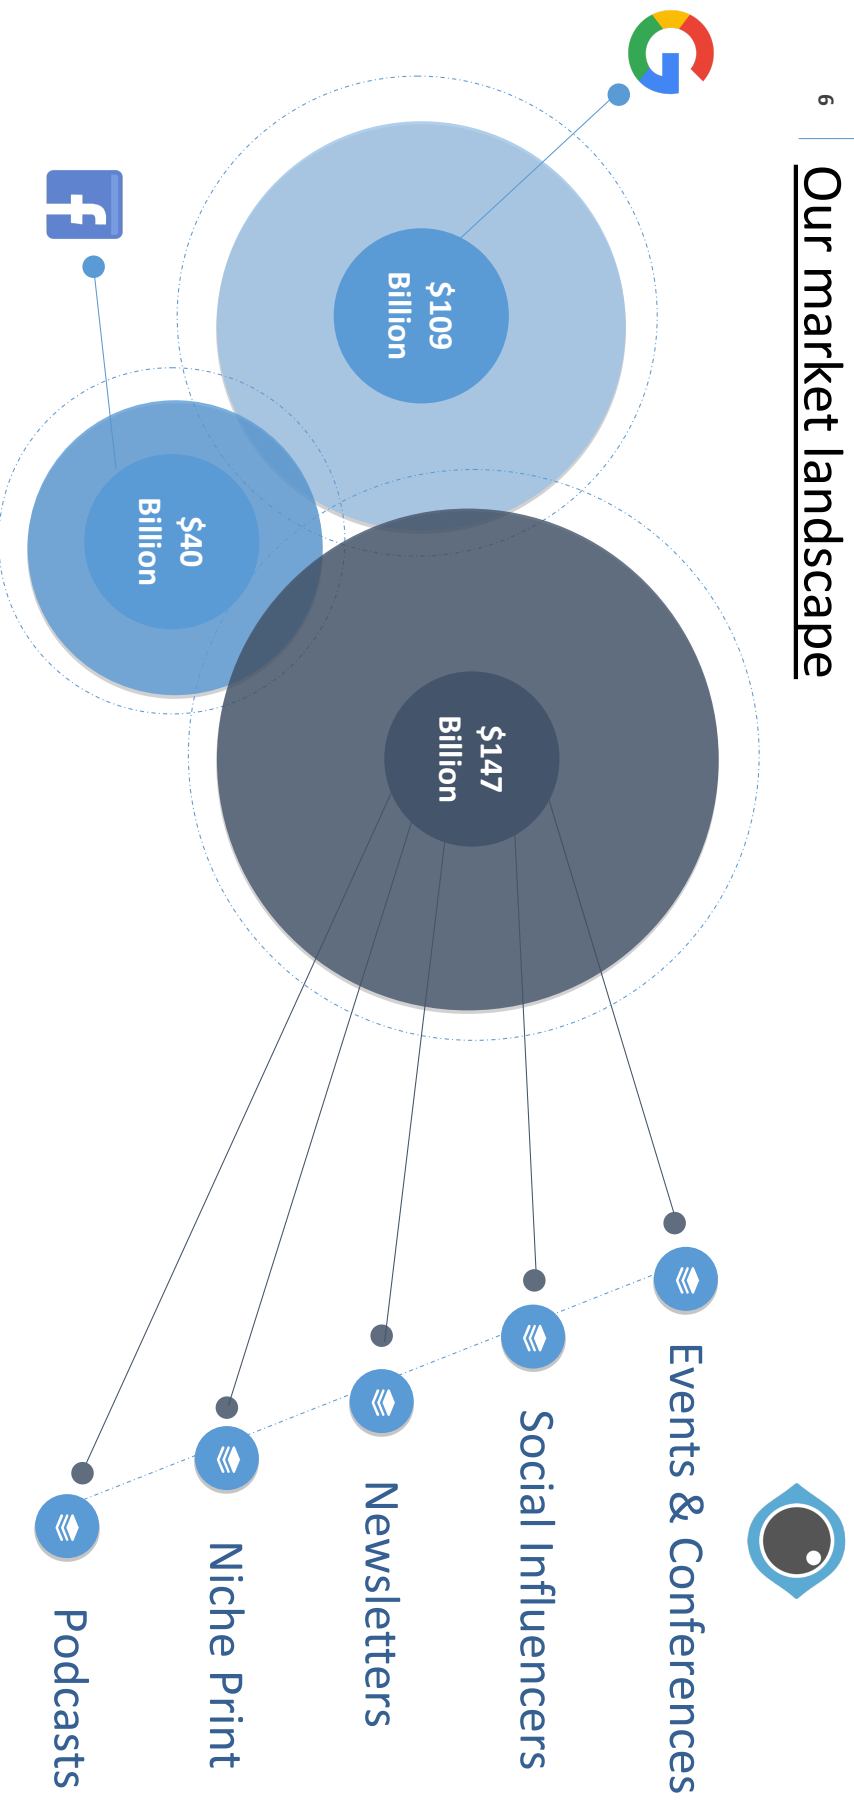 6
Our market landscape
$109
Billion
$40
Billion
$147
Billion
Events & Conferences
Social Influencers
Newsletters
Niche Print
Podcasts